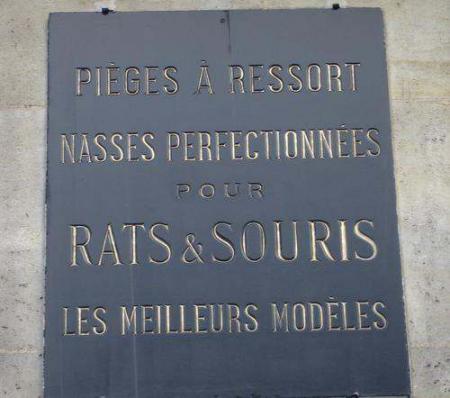 PIÈGES À RESSORT
NASSES PERFECTIONNÉES
POUR
RATS & SOURIS
LES MEILLEURS MODÈLES